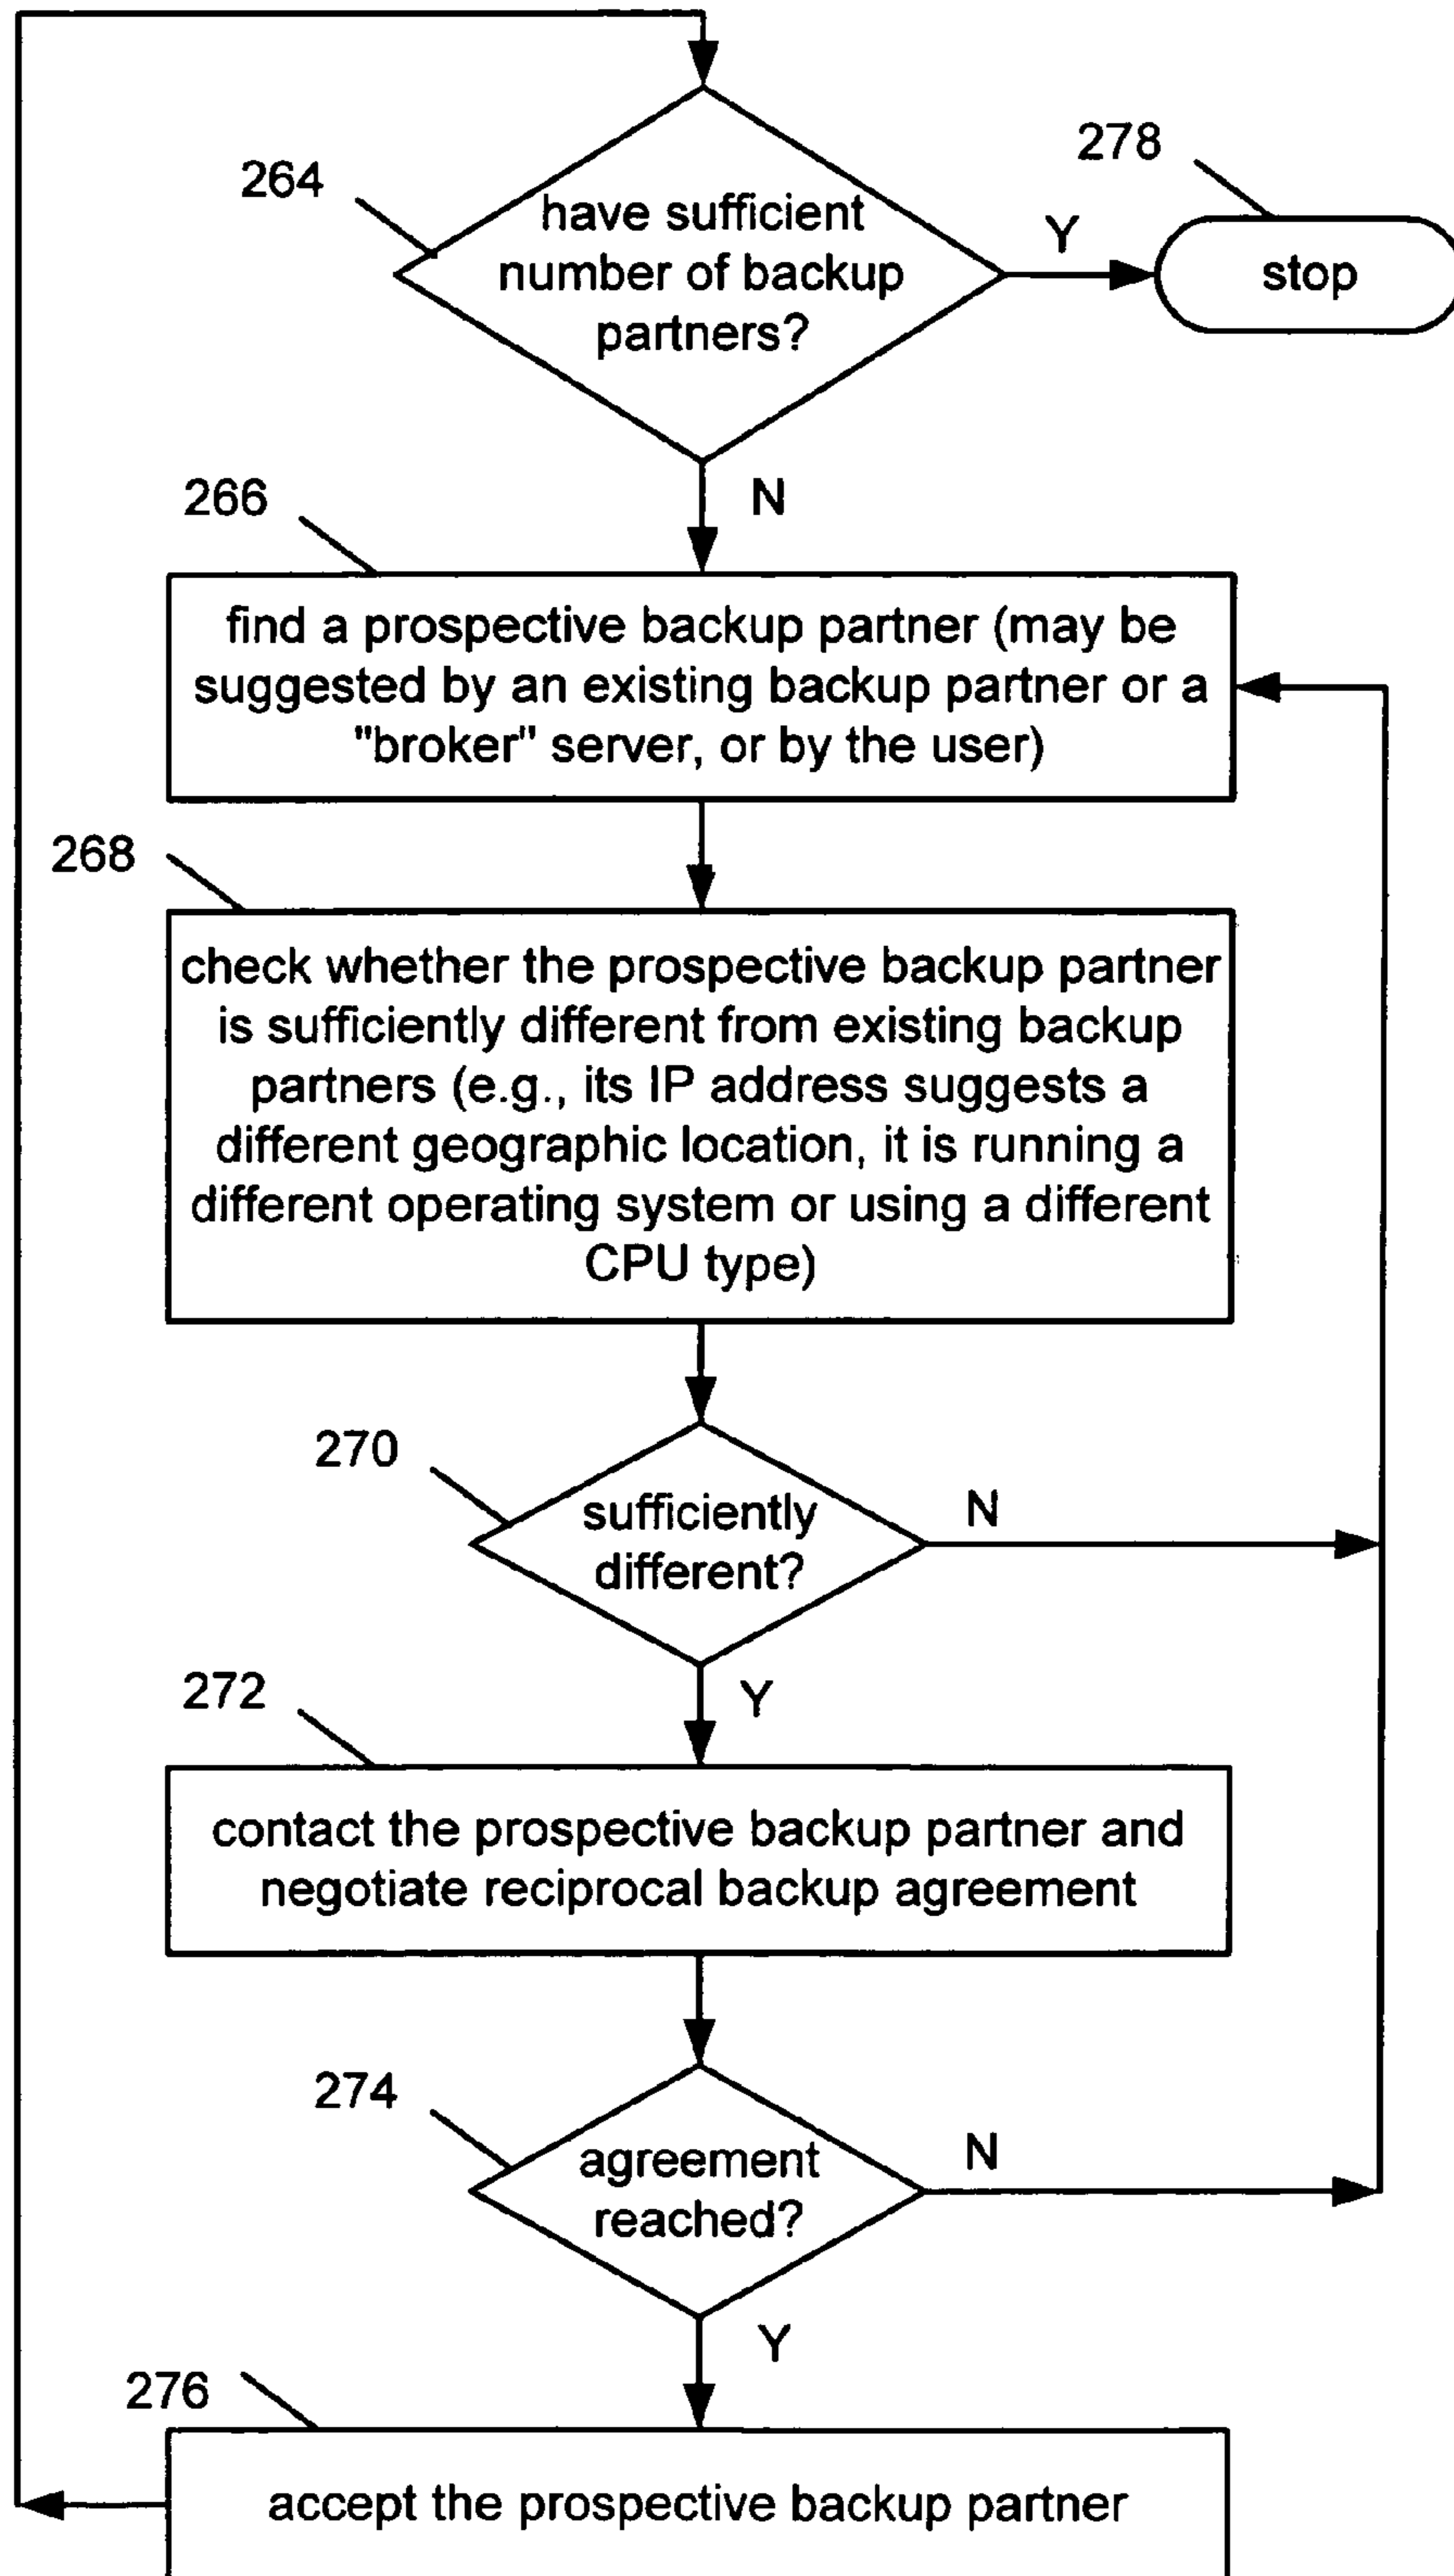 278
264
have sufficient
number of backup
partners?
Y
stop
N
266
find a prospective backup partner (may be
suggested by an existing backup partner or a
"broker" server, or by the user)
268
check whether the prospective backup partner
is sufficiently different from existing backup
partners (e.g., its IP address suggests a
different geographic location, it is running a
different operating system or using a different
CPU type)
270
sufficiently
different?
N
Y
272
contact the prospective backup partner and
negotiate reciprocal backup agreement
274
agreement
reached?
N
Y
276
accept the prospective backup partner